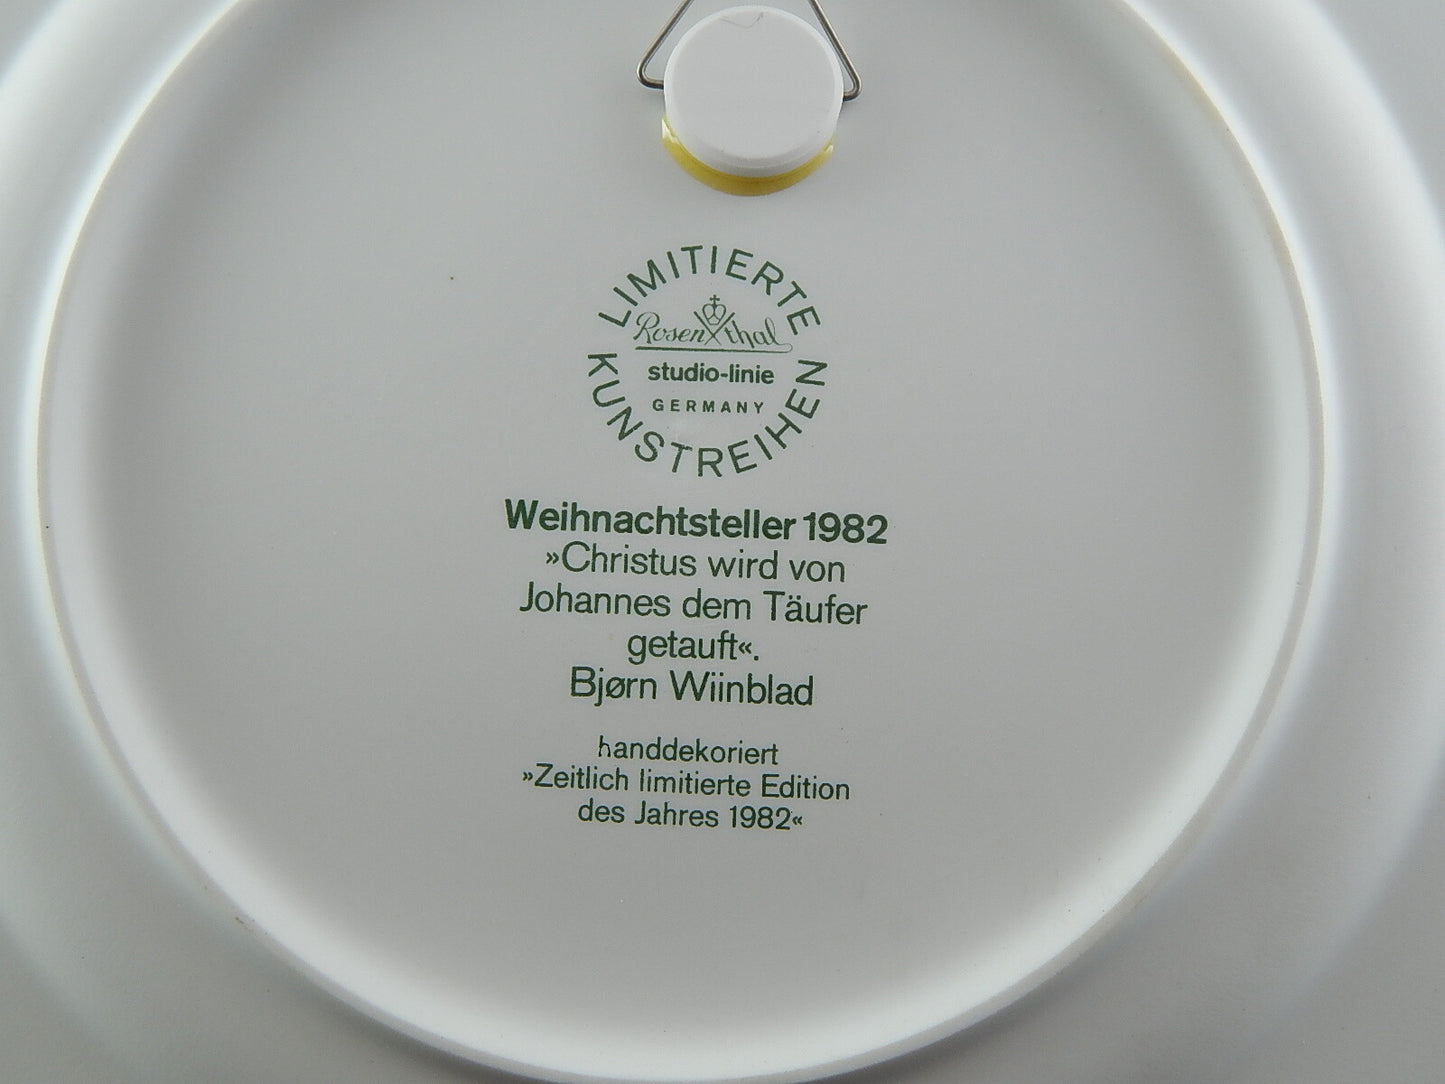 LIMITIERTE
Rosenthal
studio-linie
GERMANY
KUNSTREIHEN
Weihnachtsteller 1982
»Christus wird von
Johannes dem Täufer
getauft«.
Bjørn Wiinblad
handdekoriert
»Zeitlich limitierte Edition
des Jahres 1982«